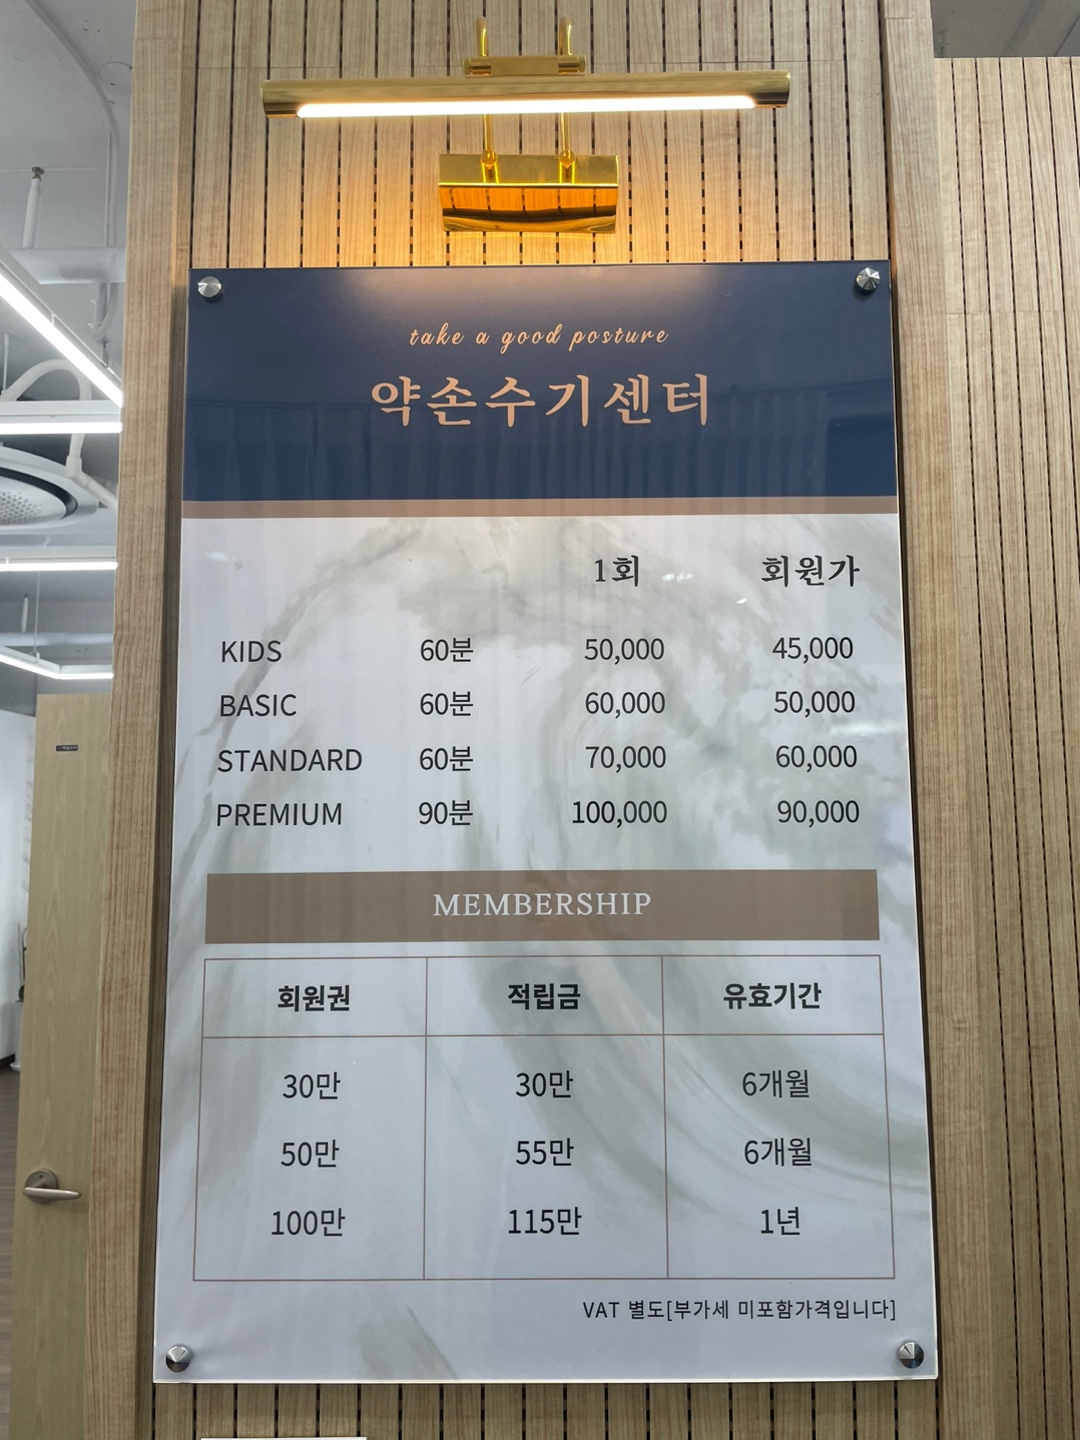 take a good posture
약손수기센터
1회 회원가
KIDS 60분 50,000 45,000
BASIC 60분 60,000 50,000
STANDARD 60분 70,000 60,000
PREMIUM 90분 100,000 90,000
MEMBERSHIP
회원권 적립금 유효기간
30만 30만 6개월
50만 55만 6개월
100만 115만 1년
VAT 별도[부가세 미포함가격입니다]